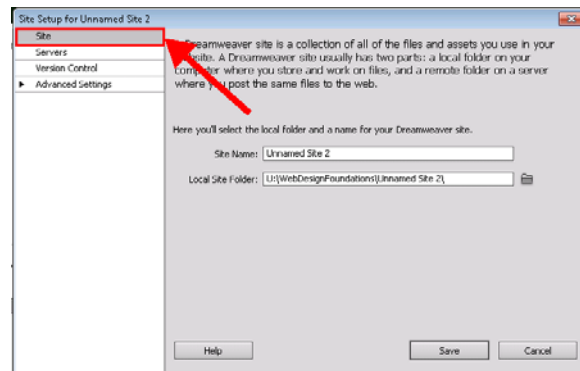 Site Setup for Unnamed Site 2
Site
Servers
Version Control
Advanced Settings
Dreamweaver site is a collection of all of the files and assets you use in your
website. A Dreamweaver site usually has two parts: a local folder on your
computer where you store and work on files, and a remote folder on a server
where you post the same files to the web.
Here you'll select the local folder and a name for your Dreamweaver site.
Site Name: Unnamed Site 2
Local Site Folder: U:\WebDesignFoundations\Unnamed Site 2\
Help
Save
Cancel